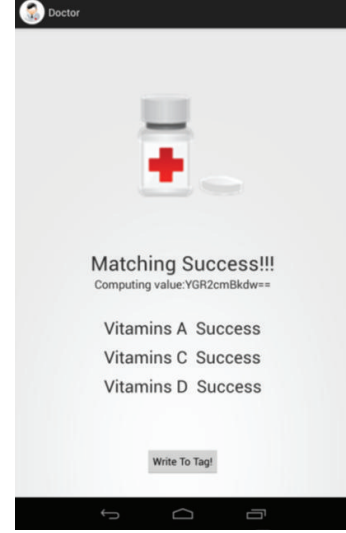 Doctor
Matching Success!!!
Computing value:YGR2cmBkdw==
Vitamins A Success
Vitamins C Success
Vitamins D Success
Write To Tag!